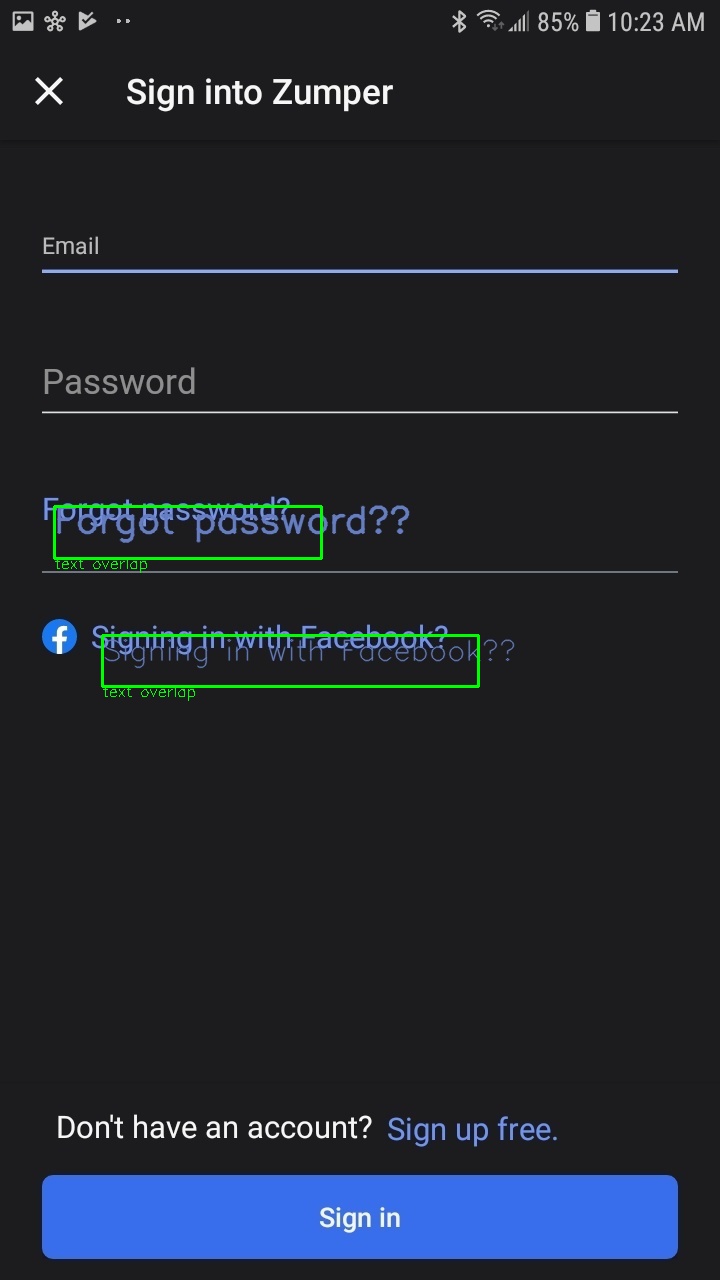 85% 10:23 AM
Sign into Zumper
Email
Password
Forgot password?
Forgot password??
text overlap
Signing in with Facebook?
Signing in with Facebook??
text overlap
Don't have an account? Sign up free.
Sign in